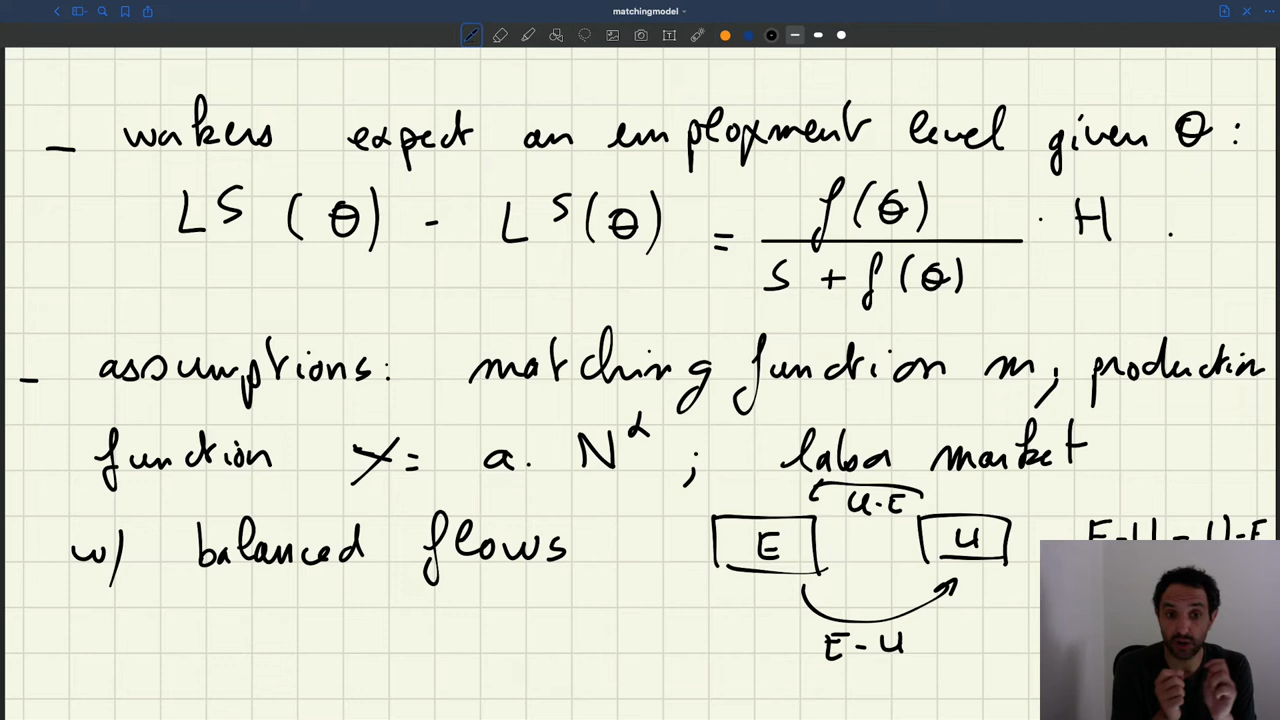 matchingmodel
- workers expect an employment level given θ :
L^S (θ) - L^S(θ) = f(θ) / (s + f(θ)) · H .
- assumptions: matching function m; production
function Y = a. N^α ; labor market
w/ balanced flows
U-E
E U E-U = U-E
E-U